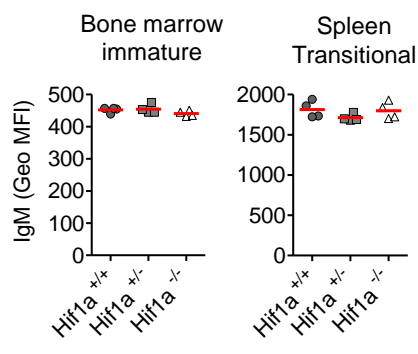 Bone marrow
immature
IgM (Geo MFI)
500
400
300
200
100
0
Hif1a +/+
Hif1a +/-
Hif1a -/-
Spleen
Transitional
2000
1500
1000
500
0
Hif1a +/+
Hif1a +/-
Hif1a -/-